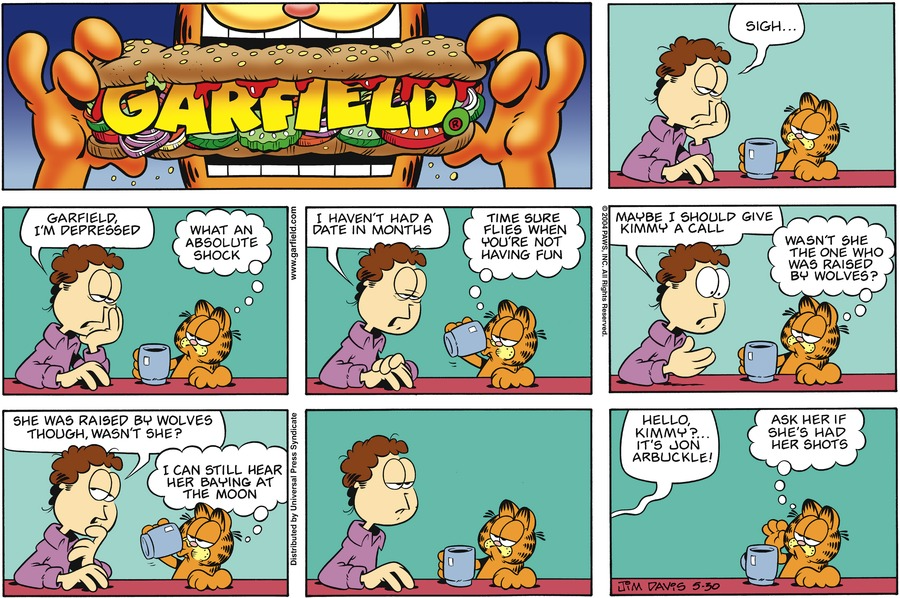 GARFIELD
®
SIGH...
GARFIELD,
I'M DEPRESSED
WHAT AN
ABSOLUTE
SHOCK
www.garfield.com
I HAVEN'T HAD A
DATE IN MONTHS
TIME SURE
FLIES WHEN
YOU'RE NOT
HAVING FUN
© 2004 PAWS, INC. All Rights Reserved.
MAYBE I SHOULD GIVE
KIMMY A CALL
WASN'T SHE
THE ONE WHO
WAS RAISED
BY WOLVES?
SHE WAS RAISED BY WOLVES
THOUGH, WASN'T SHE?
I CAN STILL HEAR
HER BAYING AT
THE MOON
Distributed by Universal Press Syndicate
HELLO,
KIMMY?...
IT'S JON
ARBUCKLE!
ASK HER IF
SHE'S HAD
HER SHOTS
JIM DAVIS 5-30